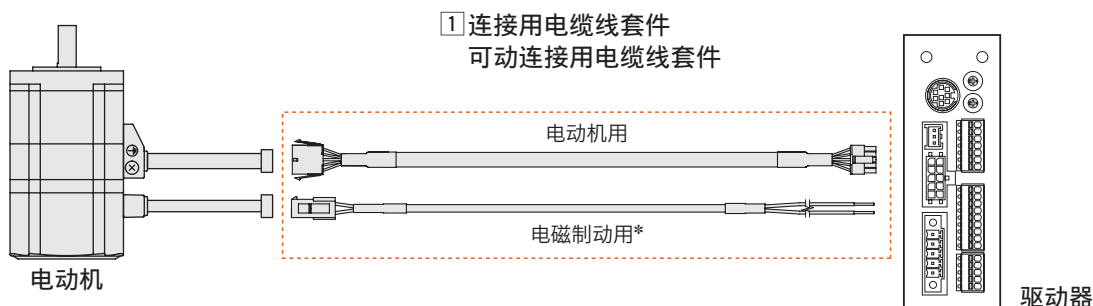 1 连接用电缆线套件
可动连接用电缆线套件
电动机用
电磁制动用*
电动机
驱动器